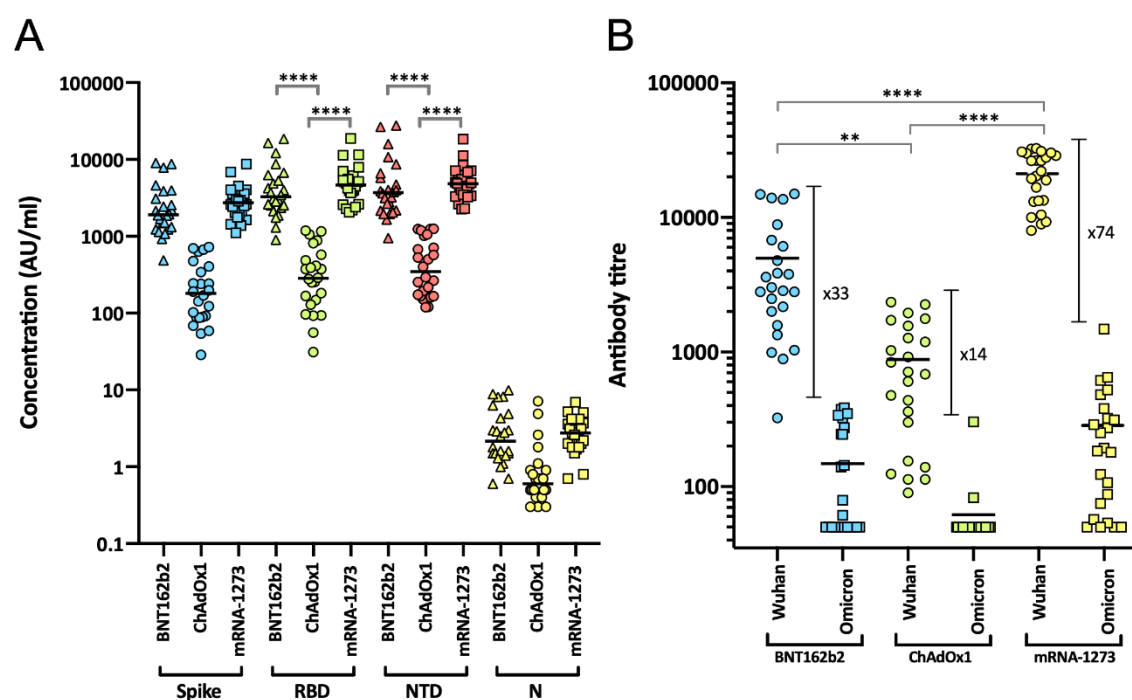 A
Concentration (AU/ml)
100000
10000
1000
100
10
1
0.1
**** ****
**** ****
BNT162b2 ChAdOx1 mRNA-1273 BNT162b2 ChAdOx1 mRNA-1273 BNT162b2 ChAdOx1 mRNA-1273 BNT162b2 ChAdOx1 mRNA-1273
Spike RBD NTD N
B
Antibody titre
100000
10000
1000
100
****
** ****
x33
x14
x74
Wuhan Omicron Wuhan Omicron Wuhan Omicron
BNT162b2 ChAdOx1 mRNA-1273